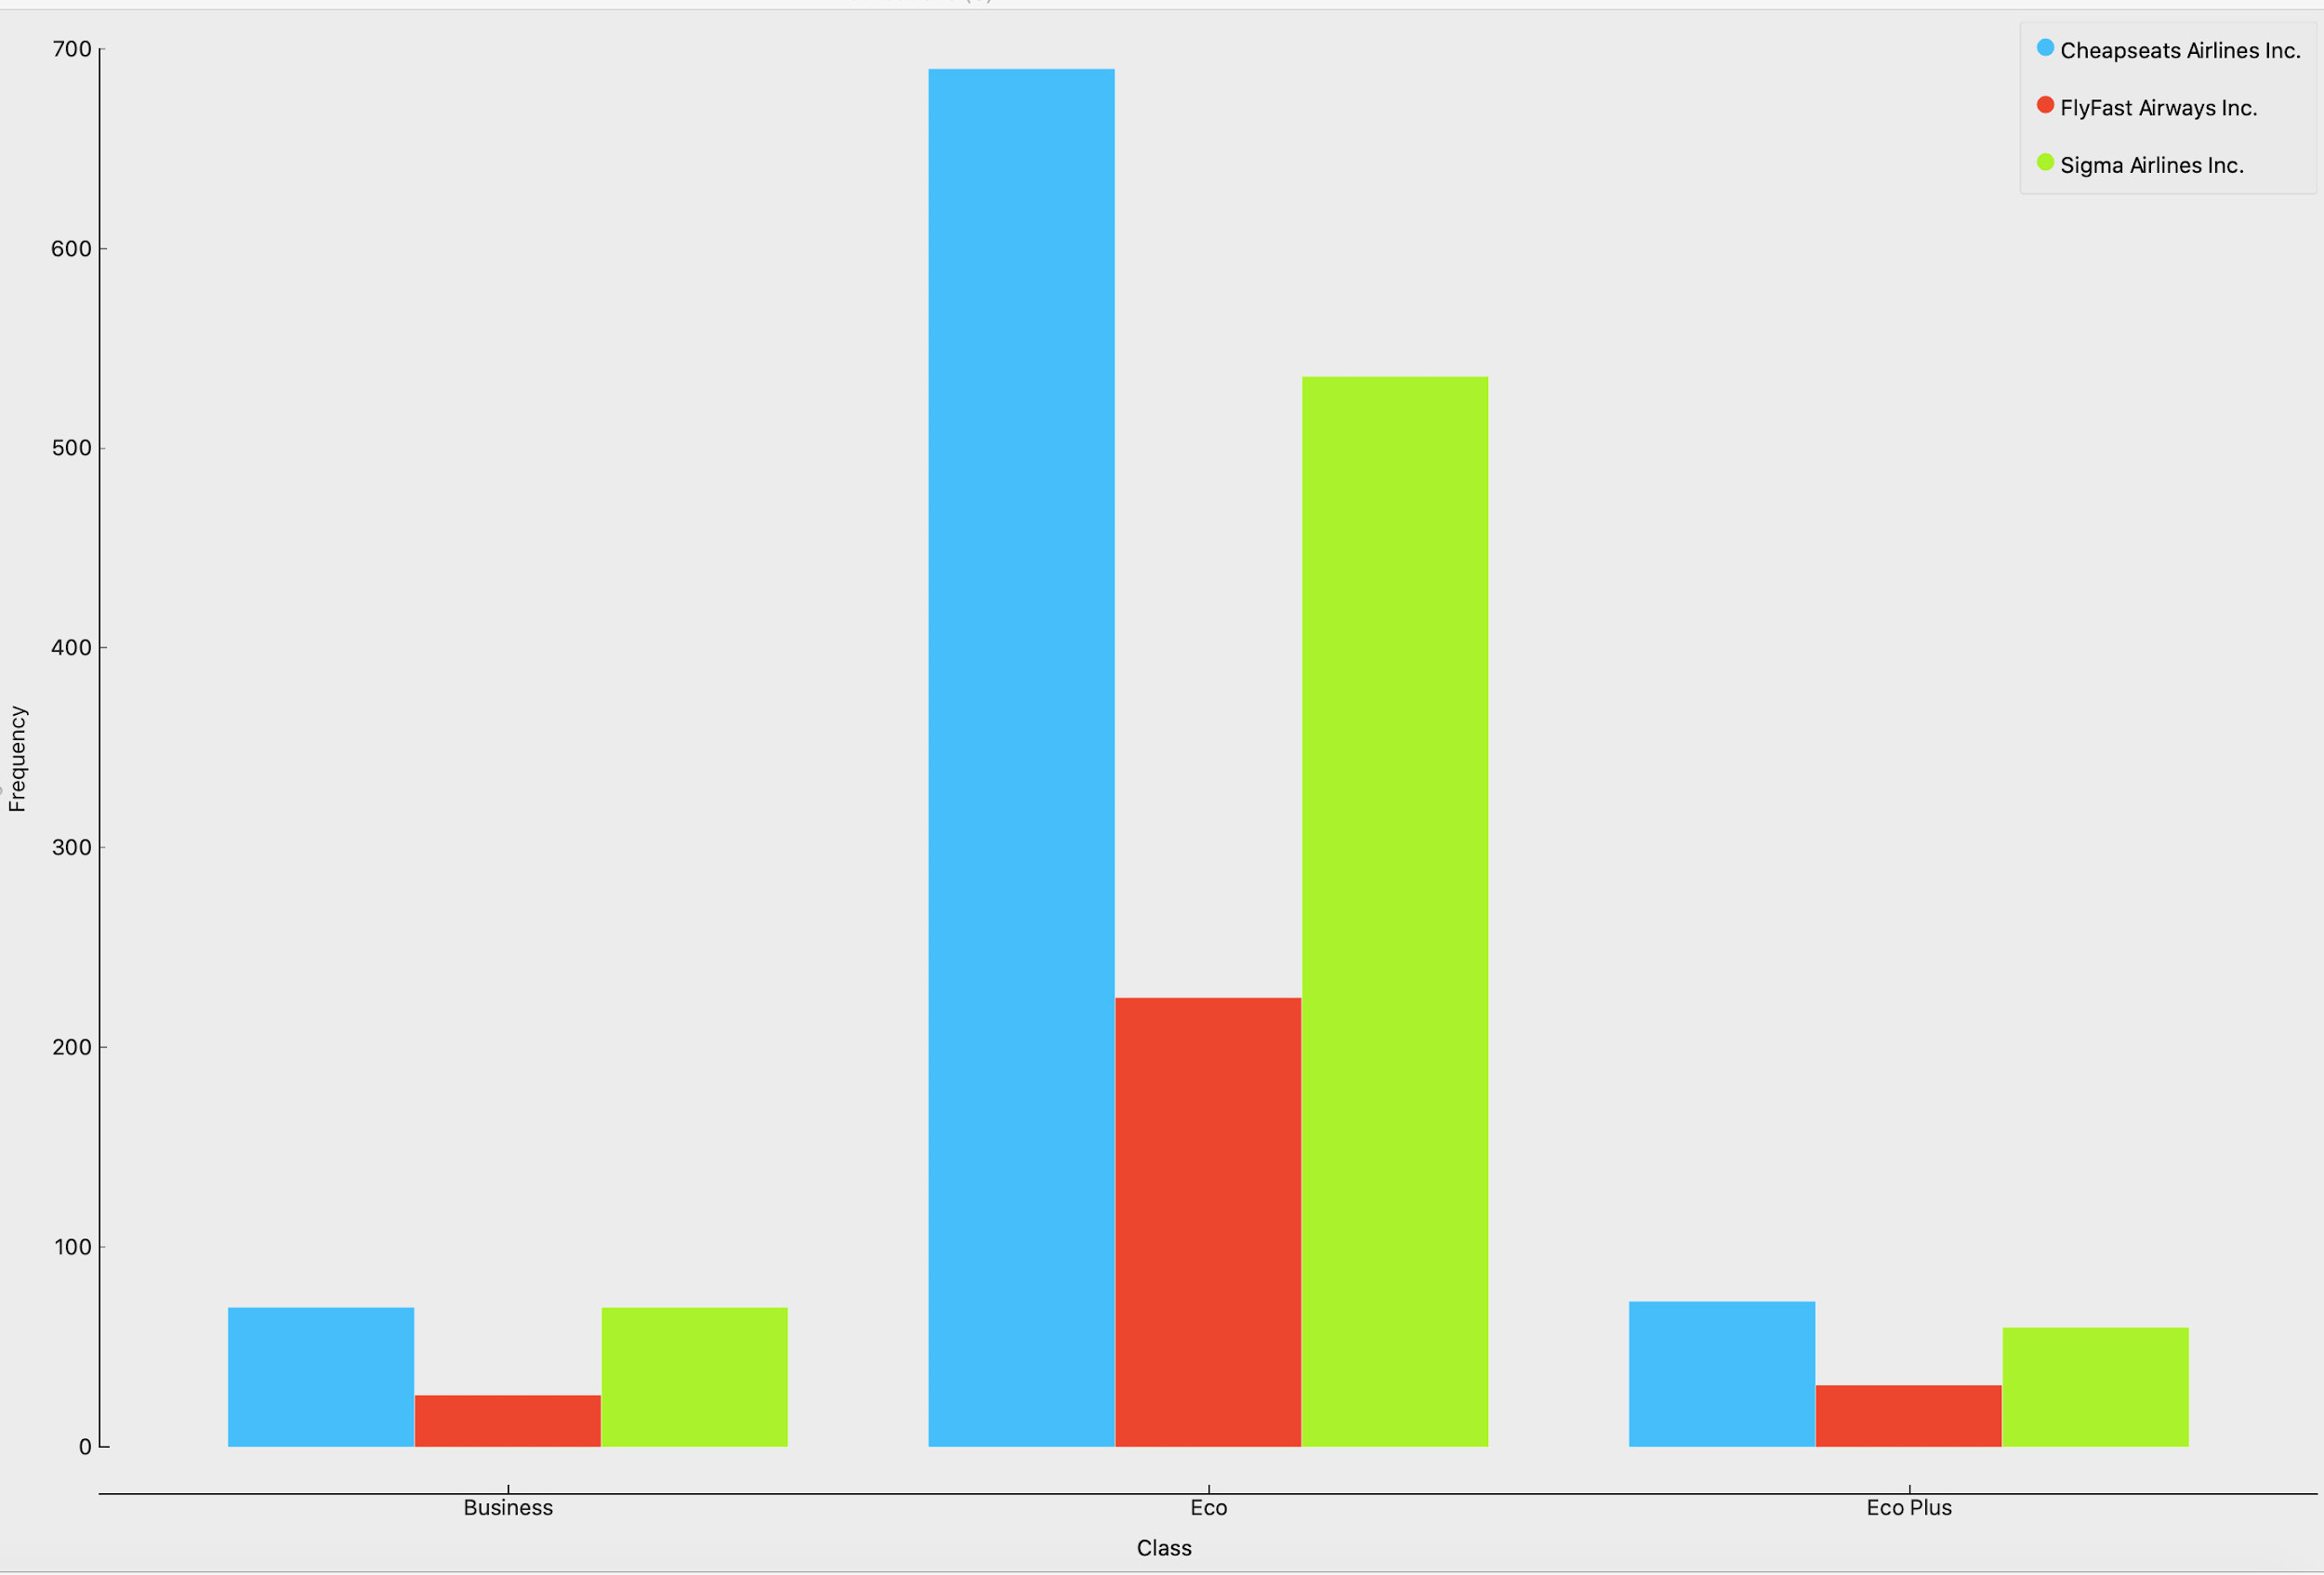 700
600
500
400
300
200
100
0
Frequency
Cheapseats Airlines Inc.
FlyFast Airways Inc.
Sigma Airlines Inc.
Business
Eco
Eco Plus
Class